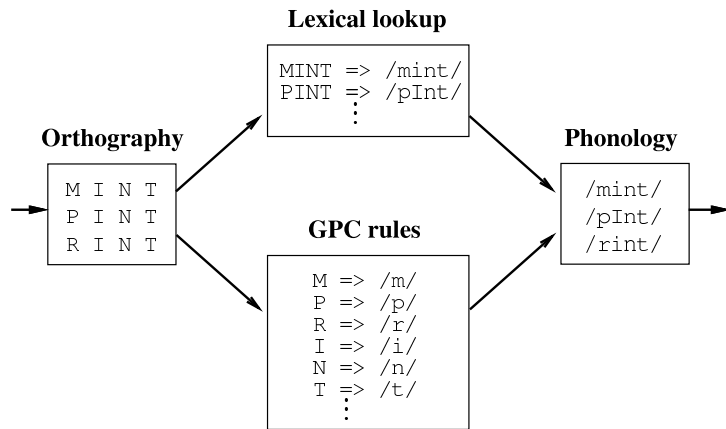 Lexical lookup
MINT => /mint/
PINT => /pInt/
⋮
Orthography
M I N T
P I N T
R I N T
GPC rules
M => /m/
P => /p/
R => /r/
I => /i/
N => /n/
T => /t/
⋮
Phonology
/mint/
/pInt/
/rint/